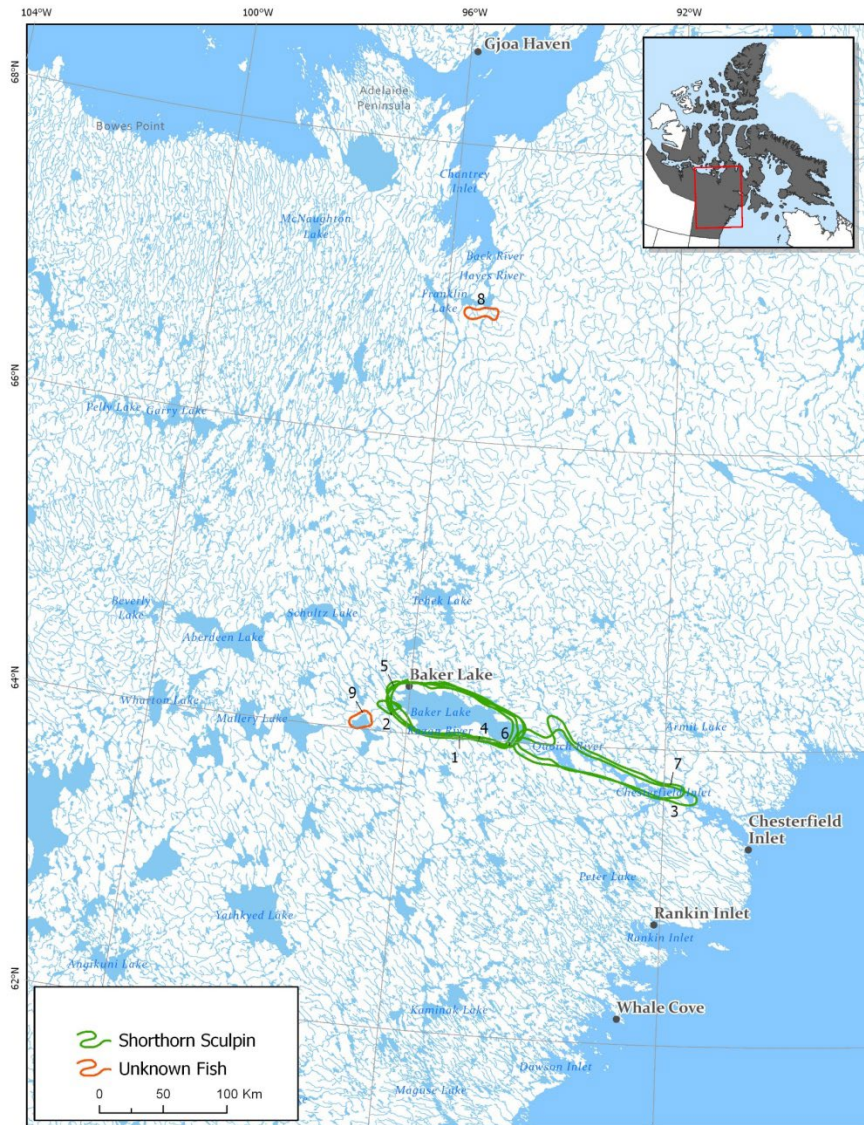 104°W
100°W
96°W
92°W
68°N
66°N
64°N
62°N
Gjoa Haven
Adelaide
Peninsula
Bowes Point
Chantrey
Inlet
McNaughton
Lake
Back River
Hayes River
Franklin
Lake
8
Pelly Lake
Garry Lake
Beverly
Lake
Aberdeen Lake
Schultz Lake
Tehek Lake
5
Baker Lake
9
Wharton Lake
Mallery Lake
2
Baker Lake
Kazan River
4
6
1
Quoich River
Armit Lake
7
Chesterfield Inlet
3
Chesterfield
Inlet
Peter Lake
Yathkyed Lake
Rankin Inlet
Rankin Inlet
Angikuni Lake
Kaminak Lake
Whale Cove
Dawson Inlet
Maguse Lake
Shorthorn Sculpin
Unknown Fish
0 50 100 Km